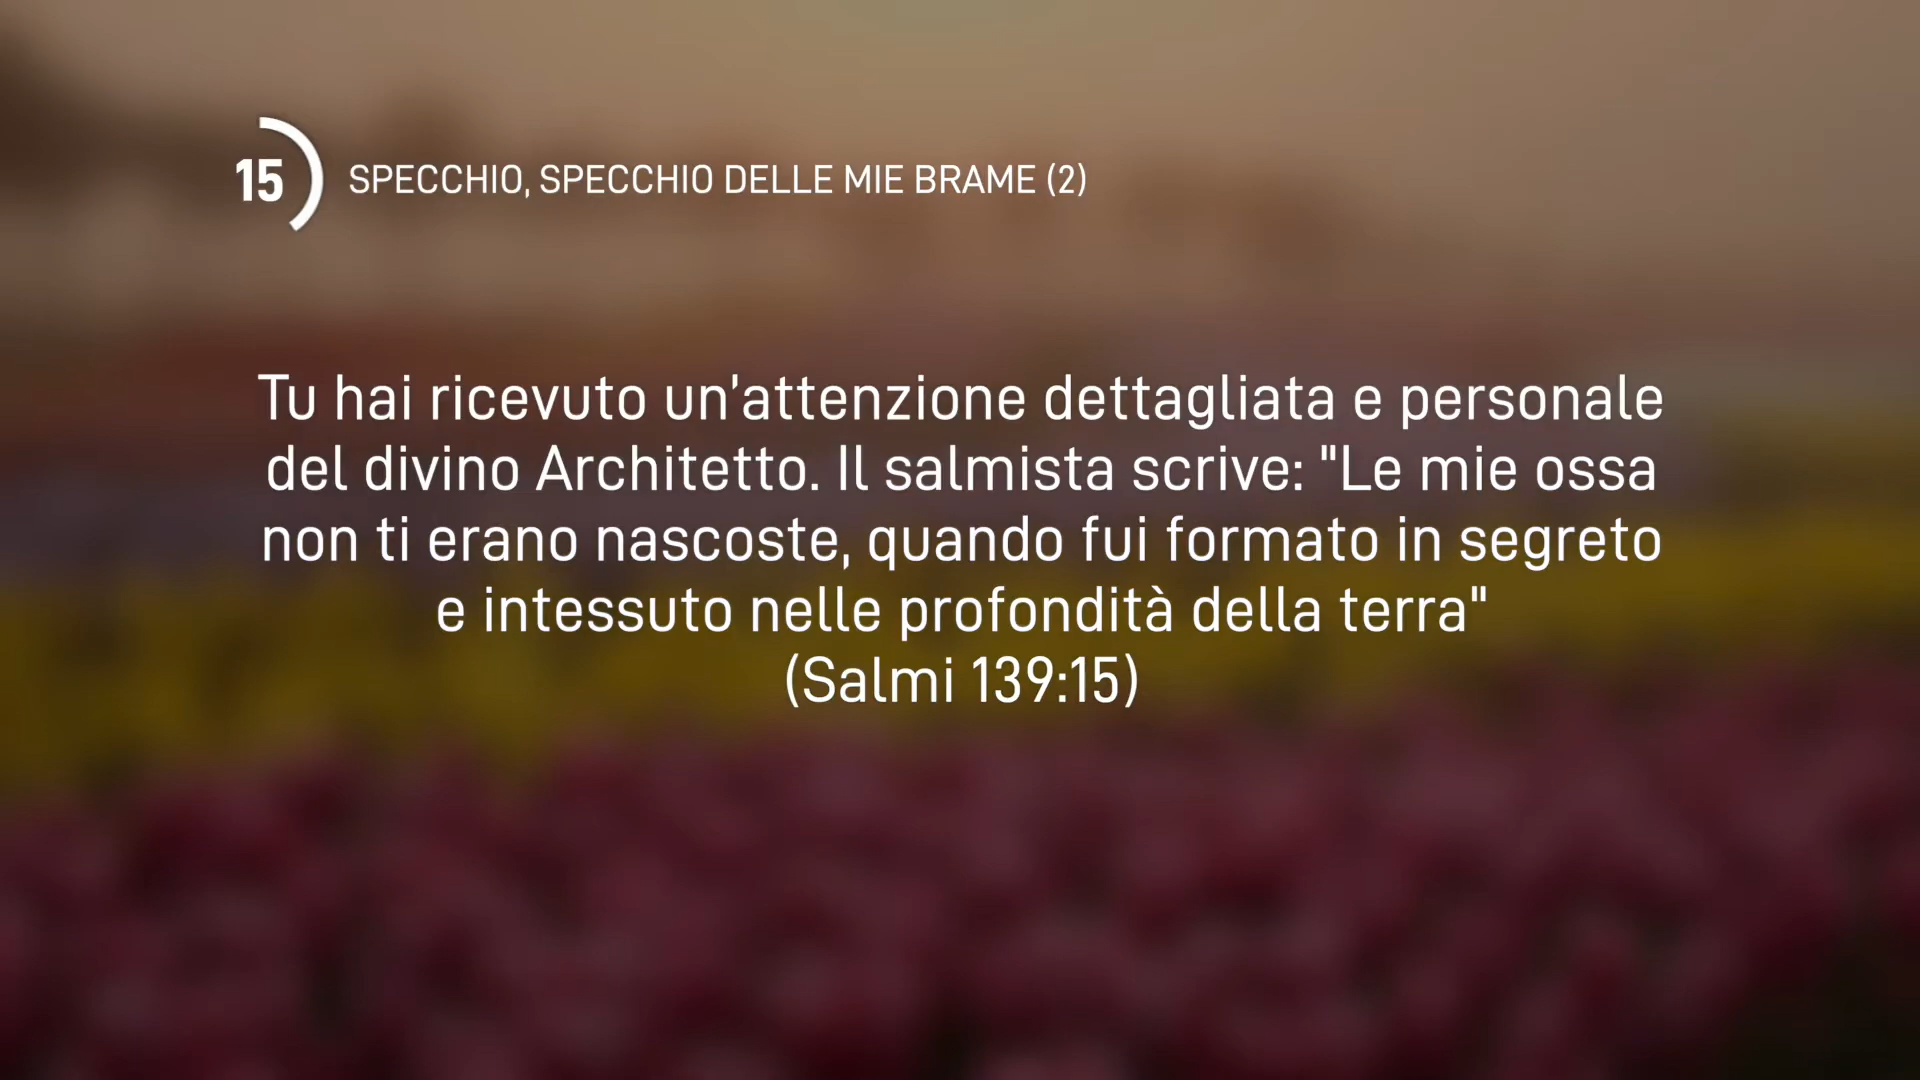 15 SPECCHIO, SPECCHIO DELLE MIE BRAME (2)
Tu hai ricevuto un’attenzione dettagliata e personale
del divino Architetto. Il salmista scrive: "Le mie ossa
non ti erano nascoste, quando fui formato in segreto
e intessuto nelle profondità della terra"
(Salmi 139:15)